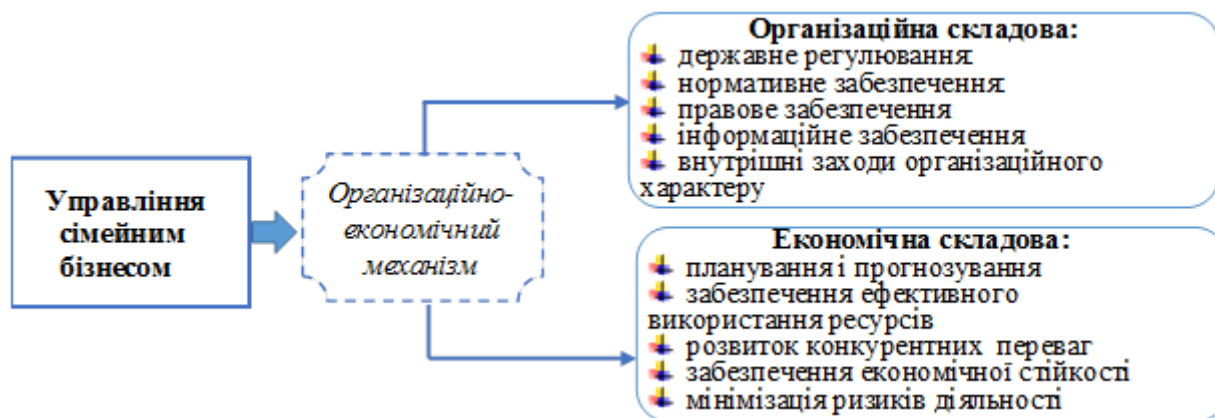 Управління
сімейним
бізнесом
Організаційно-
економічний
механізм
Організаційна складова:
державне регулювання
нормативне забезпечення
правове забезпечення
інформаційне забезпечення
внутрішні заходи організаційного
характеру
Економічна складова:
планування і прогнозування
забезпечення ефективного
використання ресурсів
розвиток конкурентних переваг
забезпечення економічної стійкості
мінімізація ризиків діяльності